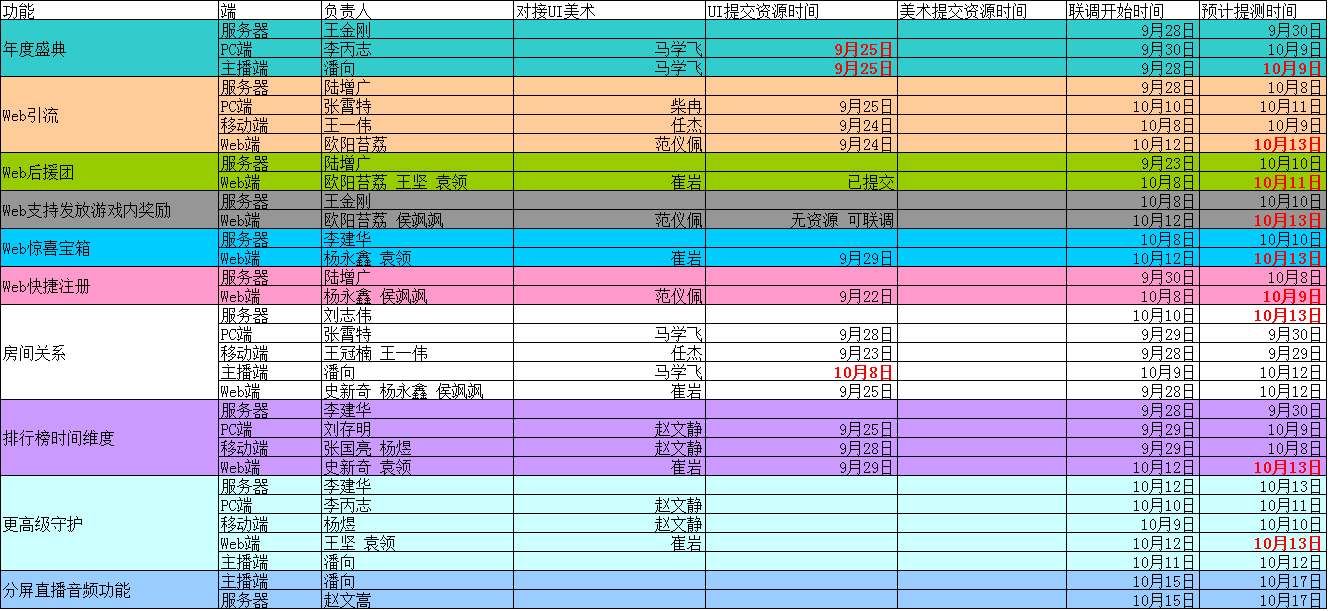 功能 端 负责人 对接UI美术 UI提交资源时间 美术提交资源时间 联调开始时间 预计提测时间
年度盛典 服务器 王金刚 9月28日 9月30日
PC端 李丙志 马学飞 9月25日 9月30日 10月9日
主播端 潘向 马学飞 9月25日 9月28日 10月9日
Web引流 服务器 陆增广 9月28日 10月8日
PC端 张霄特 柴冉 9月25日 10月10日 10月11日
移动端 王一伟 任杰 9月24日 10月8日 10月9日
Web端 欧阳苔荔 范仪佩 9月24日 10月12日 10月13日
Web后援团 服务器 陆增广 9月23日 10月10日
Web端 欧阳苔荔 王坚 袁领 崔岩 已提交 10月8日 10月11日
Web支持发放游戏内奖励 服务器 王金刚 10月8日 10月10日
Web端 欧阳苔荔 侯飒飒 范仪佩 无资源 可联调 10月12日 10月13日
Web惊喜宝箱 服务器 李建华 10月8日 10月10日
Web端 杨永鑫 袁领 崔岩 9月29日 10月12日 10月13日
Web快捷注册 服务器 陆增广 9月30日 10月8日
Web端 杨永鑫 侯飒飒 范仪佩 9月22日 10月8日 10月9日
房间关系 服务器 刘志伟 10月10日 10月13日
PC端 张霄特 马学飞 9月28日 9月29日 9月30日
移动端 王冠楠 王一伟 任杰 9月23日 9月28日 9月29日
主播端 潘向 马学飞 10月8日 10月9日 10月12日
Web端 史新奇 杨永鑫 侯飒飒 崔岩 9月25日 9月28日 10月12日
排行榜时间维度 服务器 李建华 9月28日 9月30日
PC端 刘存明 赵文静 9月25日 9月29日 10月9日
移动端 张国亮 杨煜 赵文静 9月28日 9月29日 10月8日
Web端 史新奇 袁领 崔岩 9月29日 10月12日 10月13日
更高级守护 服务器 李建华 10月12日 10月13日
PC端 李丙志 赵文静 10月10日 10月11日
移动端 杨煜 赵文静 10月9日 10月10日
Web端 王坚 袁领 崔岩 10月12日 10月13日
主播端 潘向 10月11日 10月12日
分屏直播音频功能 主播端 潘向 10月15日 10月17日
服务器 赵文嵩 10月15日 10月17日